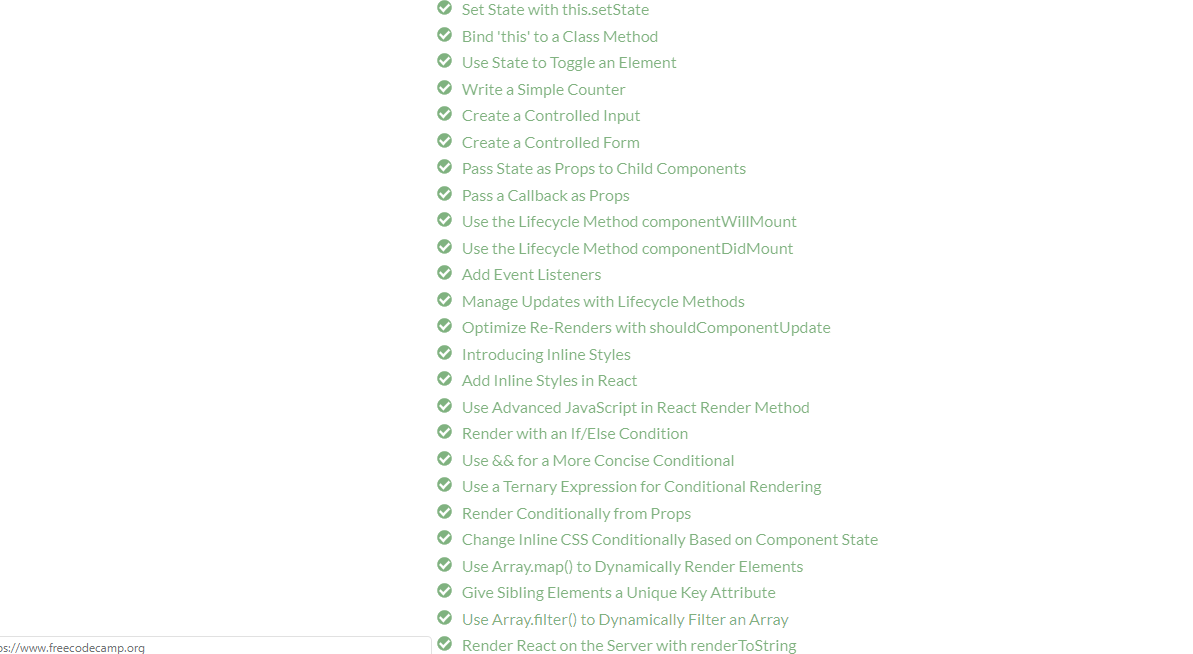 Set State with this.setState
Bind 'this' to a Class Method
Use State to Toggle an Element
Write a Simple Counter
Create a Controlled Input
Create a Controlled Form
Pass State as Props to Child Components
Pass a Callback as Props
Use the Lifecycle Method componentWillMount
Use the Lifecycle Method componentDidMount
Add Event Listeners
Manage Updates with Lifecycle Methods
Optimize Re-Renders with shouldComponentUpdate
Introducing Inline Styles
Add Inline Styles in React
Use Advanced JavaScript in React Render Method
Render with an If/Else Condition
Use && for a More Concise Conditional
Use a Ternary Expression for Conditional Rendering
Render Conditionally from Props
Change Inline CSS Conditionally Based on Component State
Use Array.map() to Dynamically Render Elements
Give Sibling Elements a Unique Key Attribute
Use Array.filter() to Dynamically Filter an Array
Render React on the Server with renderToString
ps://www.freecodecamp.org